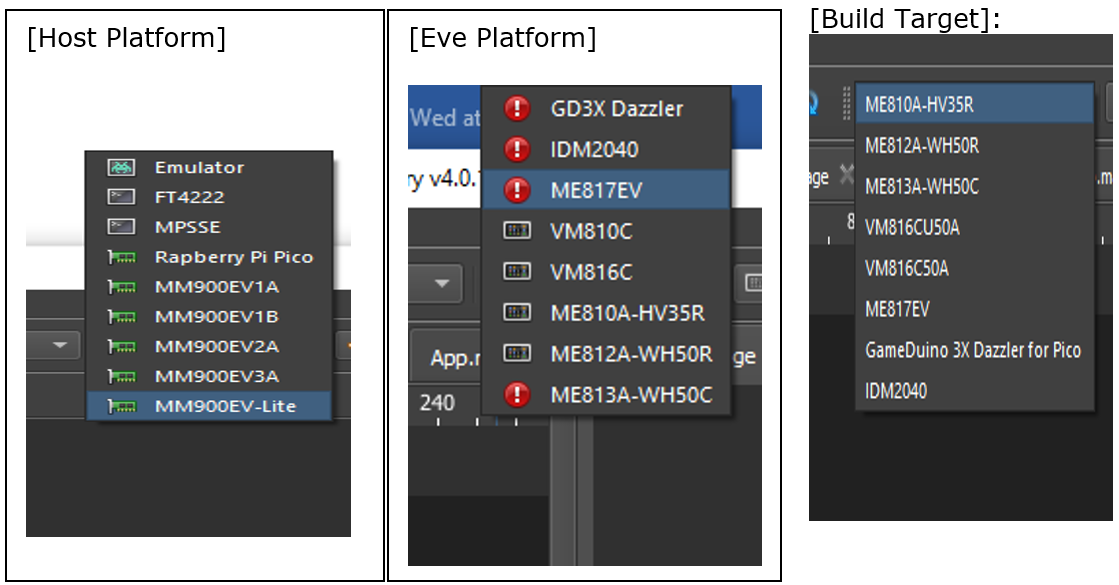 [Host Platform]
Emulator
FT4222
MPSSE
Rapberry Pi Pico
MM900EV1A
MM900EV1B
MM900EV2A
MM900EV3A
MM900EV-Lite
[Eve Platform]
Wed at
ry v4.0.
App.r
ge
240
GD3X Dazzler
IDM2040
ME817EV
VM810C
VM816C
ME810A-HV35R
ME812A-WH50R
ME813A-WH50C
[Build Target]:
age
.m
8
ME810A-HV35R
ME812A-WH50R
ME813A-WH50C
VM816CU50A
VM816C50A
ME817EV
GameDuino 3X Dazzler for Pico
IDM2040